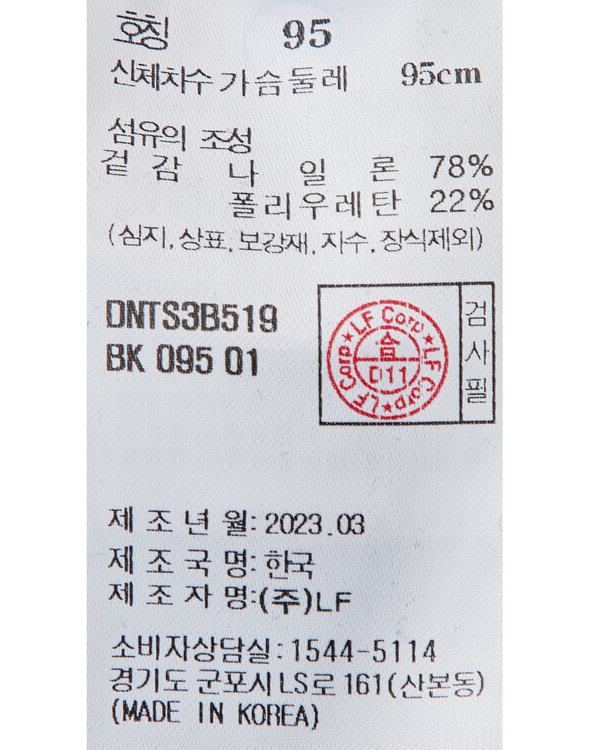 호칭 95
신체치수 가슴둘레 95cm
섬유의 조성
겉감 나일론 78%
폴리우레탄 22%
(심지,상표,보강재,자수,장식제외)
DNTS3B519
BK 095 01
LF Corp★LF Corp★LF Corp★
合
D11
검사필
제조년월: 2023.03
제조국명: 한국
제조자명:(주)LF
소비자상담실:1544-5114
경기도 군포시 LS로 161(산본동)
(MADE IN KOREA)